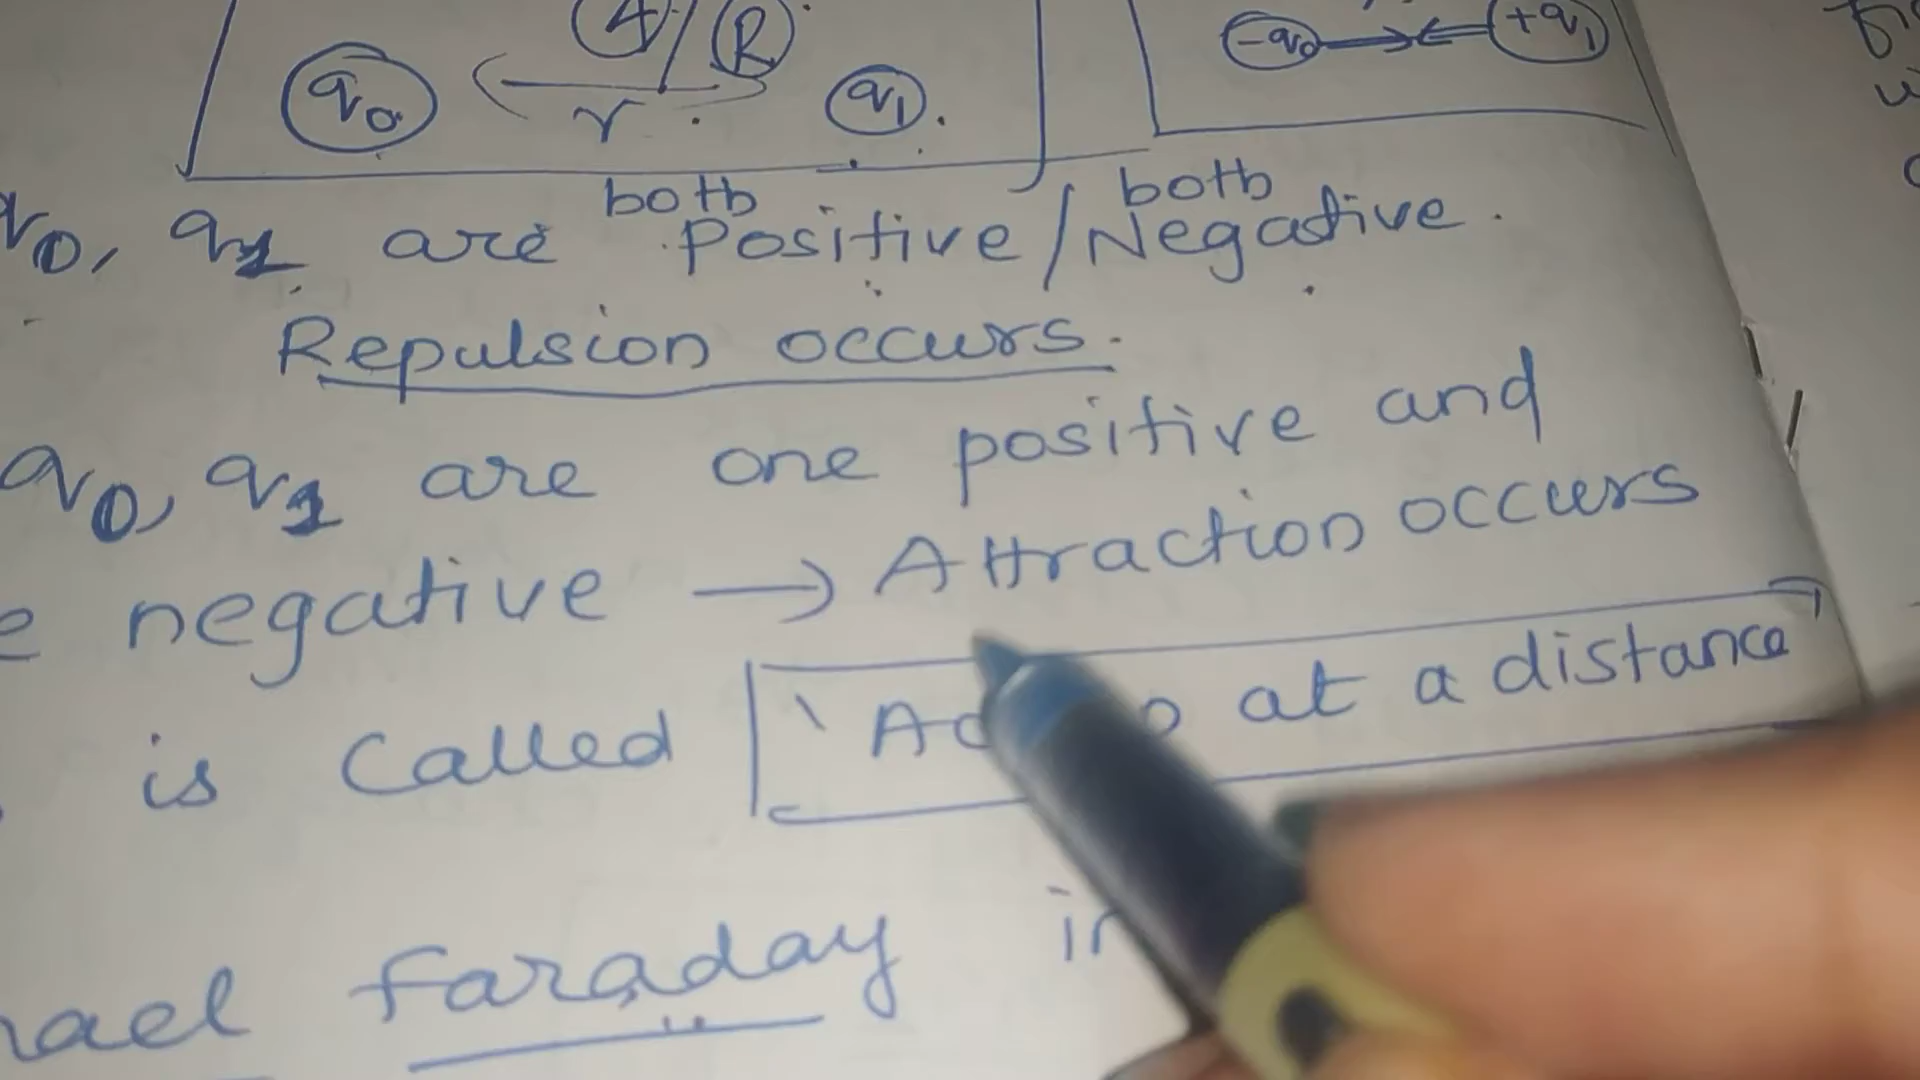 A / R
q0 r q1
-q0 +q1
q0, q1 are both Positive / both Negative.
Repulsion occurs.
q0, q1 are one positive and
negative → Attraction occurs
is called ` at a distance
Faraday